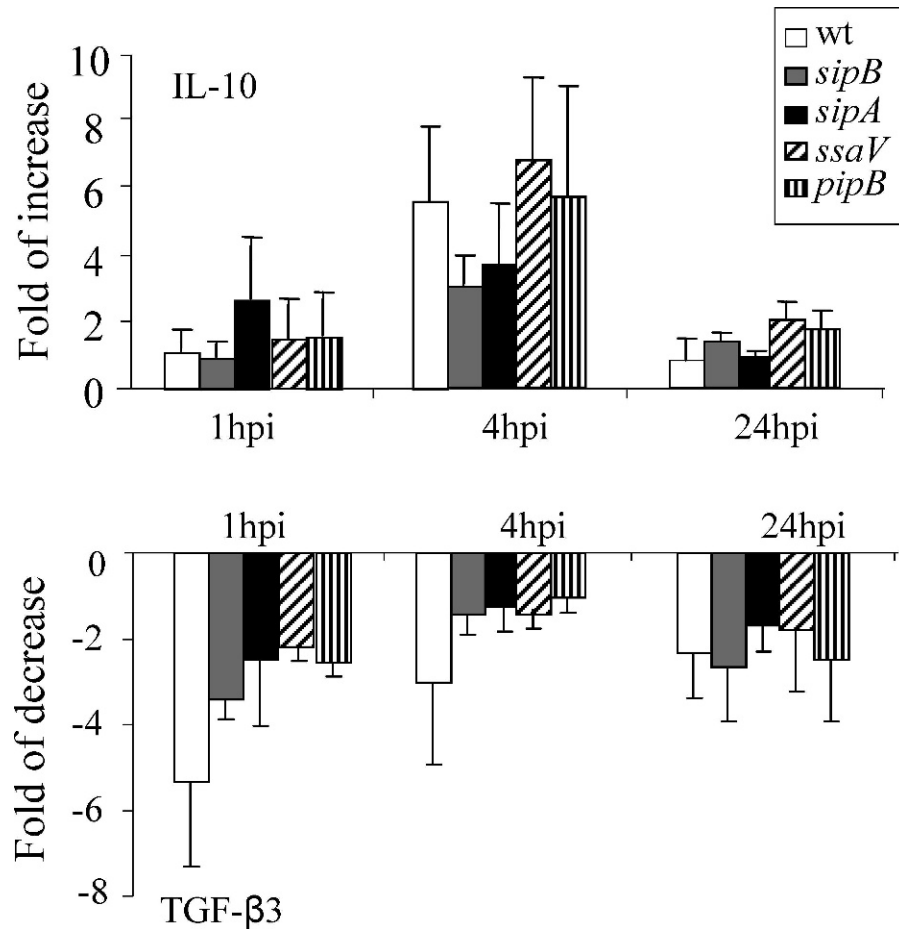 IL-10
Fold of increase
10
8
6
4
2
0
1hpi
4hpi
24hpi
wt
sipB
sipA
ssaV
pipB
1hpi
4hpi
24hpi
Fold of decrease
0
-2
-4
-6
-8
TGF-β3